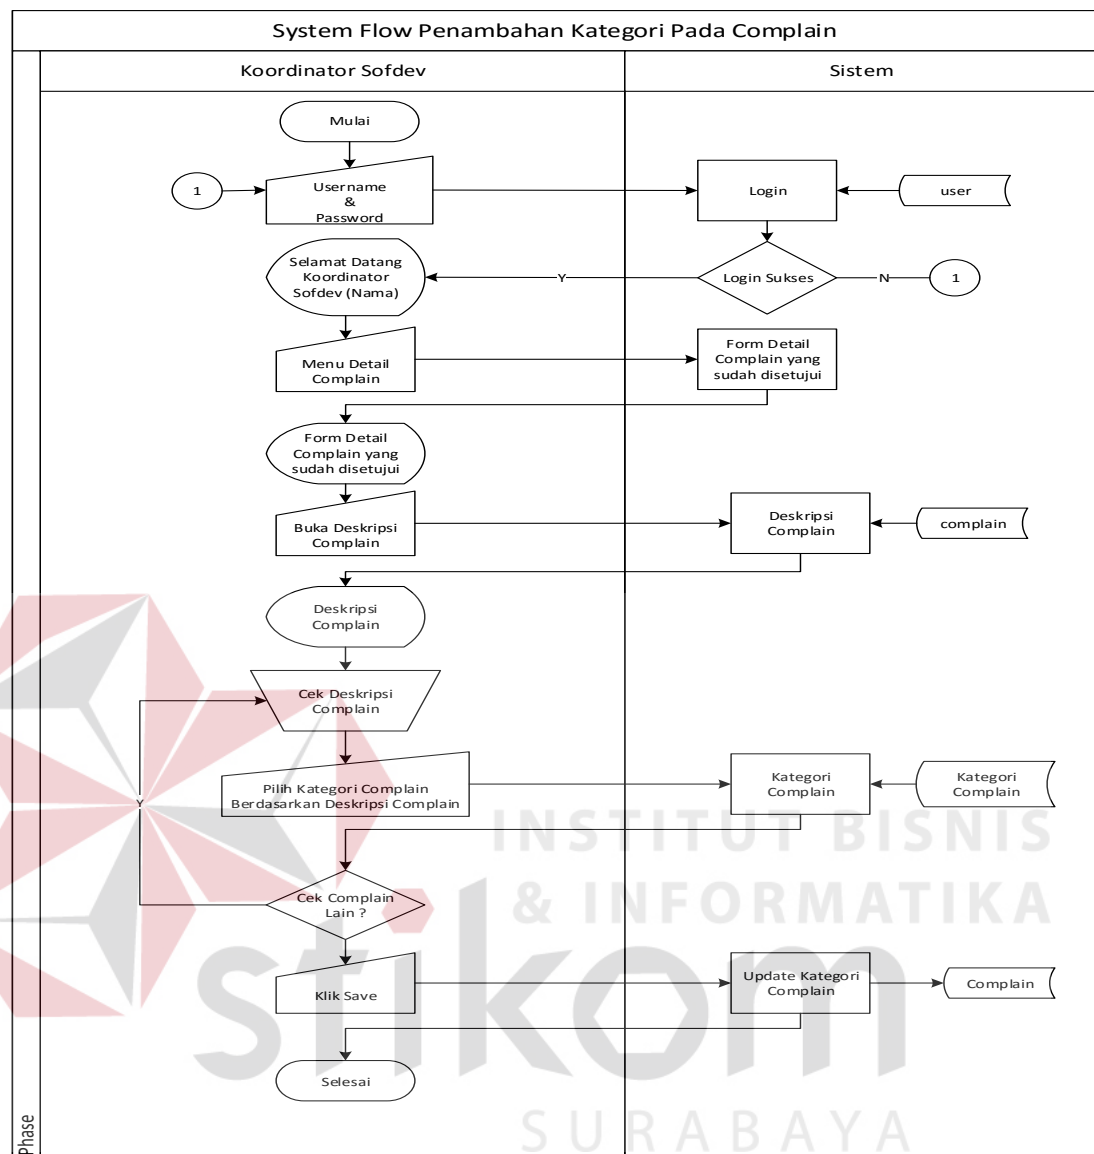 System Flow Penambahan Kategori Pada Complain
Koordinator Sofdev
Sistem
Mulai
1
Username
&
Password
Login
user
Selamat Datang
Koordinator
Sofdev (Nama)
Y
Login Sukses
N
1
Menu Detail
Complain
Form Detail
Complain yang
sudah disetujui
Form Detail
Complain yang
sudah disetujui
Buka Deskripsi
Complain
Deskripsi
Complain
complain
Deskripsi
Complain
Cek Deskripsi
Complain
Pilih Kategori Complain
Berdasarkan Deskripsi Complain
Kategori
Complain
Kategori
Complain
Y
Cek Complain
Lain ?
Klik Save
Update Kategori
Complain
Complain
Selesai
Phase
INSTITUT BISNIS
& INFORMATIKA
stikom
SURABAYA